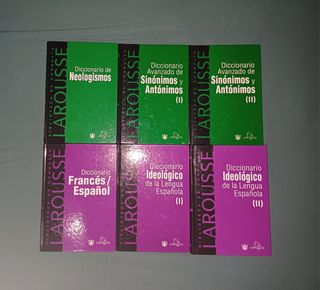 LAROUSSE
Diccionario de
Neologismos
LAROUSSE
Diccionario
Avanzado de
Sinónimos y
Antónimos
(I)
LAROUSSE
Diccionario
Avanzado de
Sinónimos y
Antónimos
(II)
LAROUSSE
Diccionario
Francés/
Español
LAROUSSE
Diccionario
Ideológico
de la Lengua
Española
(I)
LAROUSSE
Diccionario
Ideológico
de la Lengua
Española
(II)